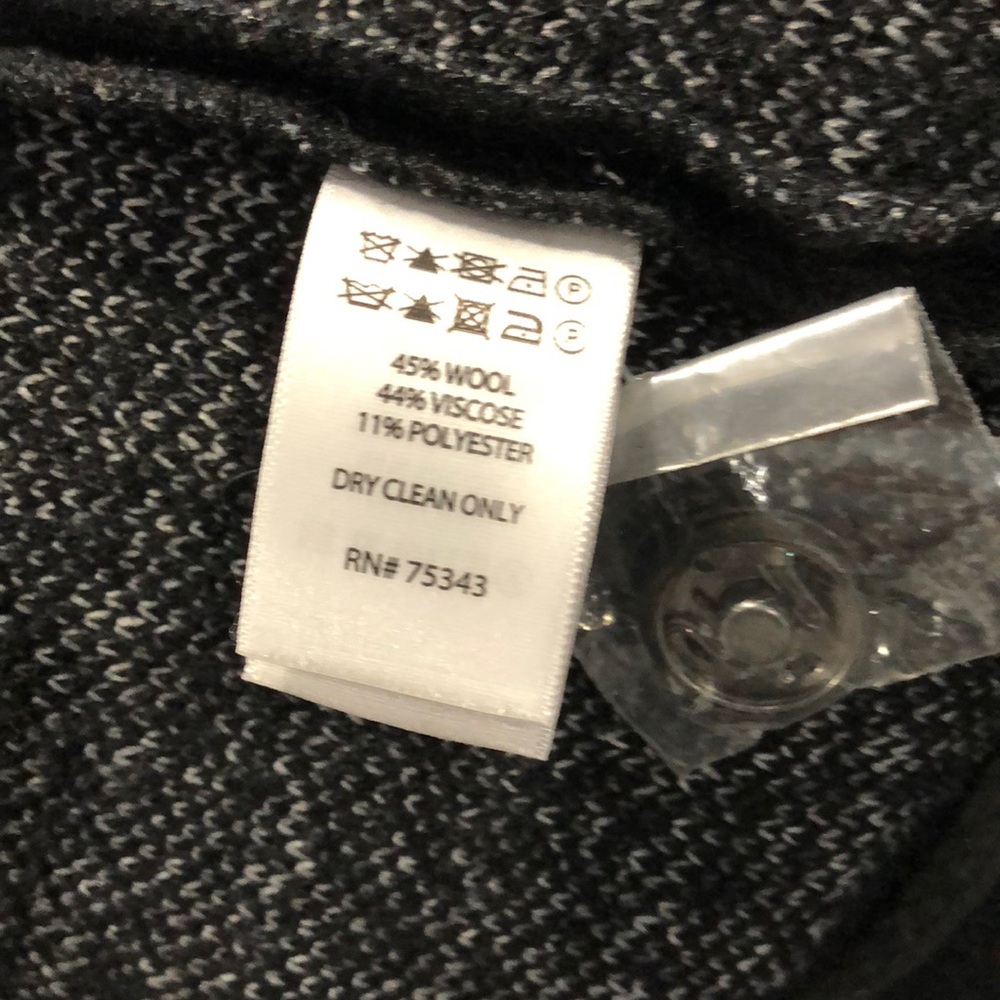 P
P
45% WOOL
44% VISCOSE
11% POLYESTER
DRY CLEAN ONLY
RN# 75343